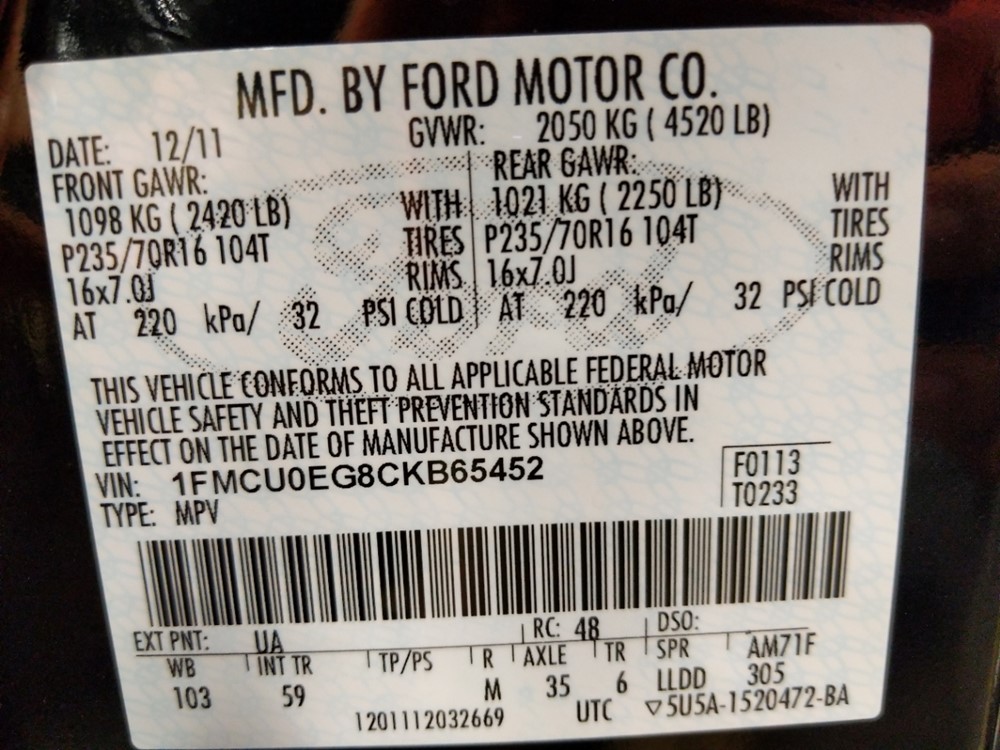 MFD. BY FORD MOTOR CO.
DATE: 12/11 GVWR: 2050 KG ( 4520 LB)
FRONT GAWR: REAR GAWR:
1098 KG ( 2420 LB) WITH 1021 KG ( 2250 LB) WITH
P235/70R16 104T TIRES P235/70R16 104T TIRES
16x7.0J RIMS 16x7.0J RIMS
AT 220 kPa/ 32 PSI COLD AT 220 kPa/ 32 PSI COLD
THIS VEHICLE CONFORMS TO ALL APPLICABLE FEDERAL MOTOR
VEHICLE SAFETY AND THEFT PREVENTION STANDARDS IN
EFFECT ON THE DATE OF MANUFACTURE SHOWN ABOVE.
VIN: 1FMCU0EG8CKB65452 F0113
TYPE: MPV T0233
EXT PNT: UA RC: 48 DSO:
WB INT TR TP/PS R AXLE TR SPR AM71F
103 59 M 35 6 LLDD 305
1201112032669 UTC ▽5U5A-1520472-BA
Ford